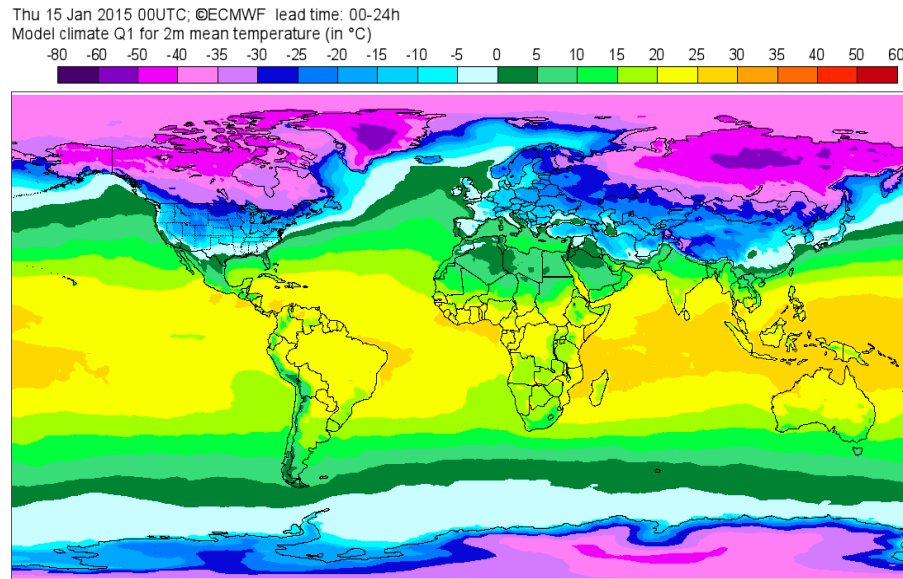 Thu 15 Jan 2015 00UTC; ©ECMWF lead time: 00-24h
Model climate Q1 for 2m mean temperature (in °C)
-80 -60 -50 -40 -30 -25 -20 -15 -10 -5 0 5 10 15 20 25 30 35 40 50 60